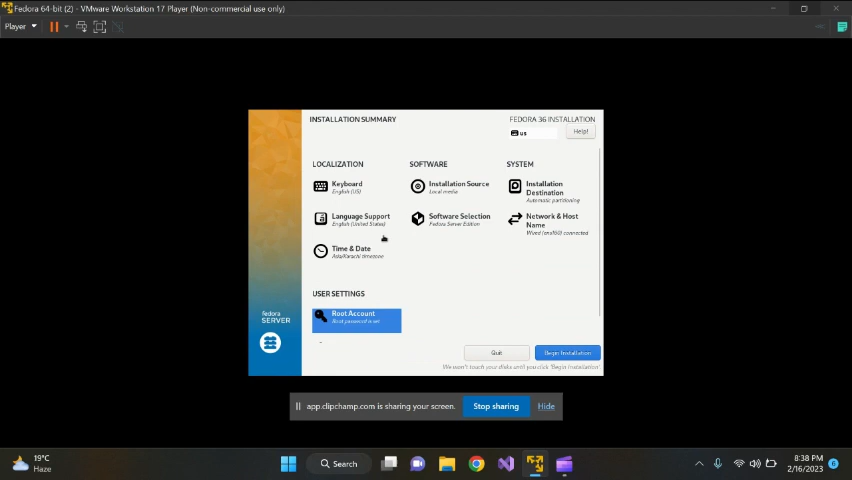 Fedora 64-bit (2) - VMware Workstation 17 Player (Non-commercial use only)
Player
INSTALLATION SUMMARY
FEDORA 36 INSTALLATION
us
Help!
LOCALIZATION
SOFTWARE
SYSTEM
Keyboard
English (US)
Installation Source
Local media
Installation
Destination
Automatic partitioning
Language Support
English (United States)
Software Selection
Fedora Server Edition
Network & Host
Name
Wired (ens160) connected
Time & Date
Asia/Karachi timezone
USER SETTINGS
Root Account
Root password is set
fedora
SERVER
Quit
Begin Installation
We won't touch your disks until you click 'Begin Installation'.
app.clipchamp.com is sharing your screen.
Stop sharing
Hide
19°C
Haze
Search
8:38 PM
2/16/2023
6